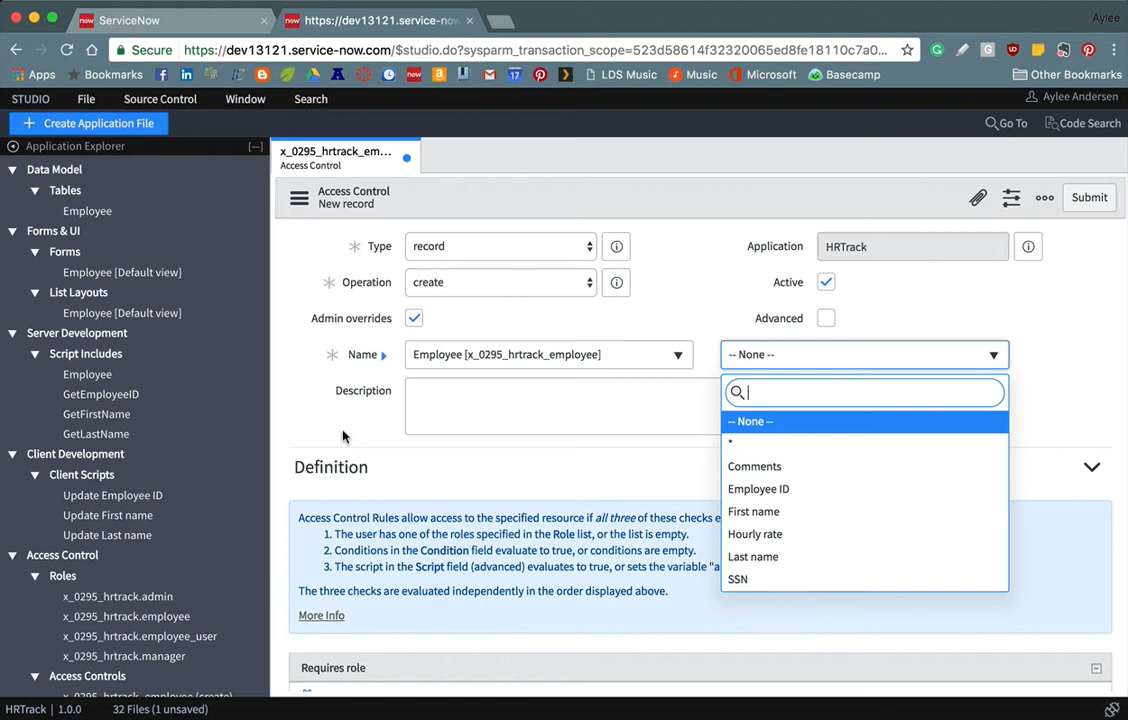 ServiceNow
https://dev13121.service-now
Aylee
Secure
https://dev13121.service-now.com/$studio.do?sysparm_transaction_scope=523d58614f32320065ed8fe18110c7a0...
Apps
Bookmarks
LDS Music
Music
Microsoft
Basecamp
Other Bookmarks
STUDIO File Source Control Window Search
Aylee Andersen
+ Create Application File
Go To
Code Search
Application Explorer
Data Model
Tables
Employee
Forms & UI
Forms
Employee [Default view]
List Layouts
Employee [Default view]
Server Development
Script Includes
Employee
GetEmployeeID
GetFirstName
GetLastName
Client Development
Client Scripts
Update Employee ID
Update First name
Update Last name
Access Control
Roles
x_0295_hrtrack.admin
x_0295_hrtrack.employee
x_0295_hrtrack.employee_user
x_0295_hrtrack.manager
Access Controls
x_0295_hrtrack_employee (create)
x_0295_hrtrack_em...
Access Control
Access Control
New record
Submit
Type
record
Application
HRTrack
Operation
create
Active
Admin overrides
Advanced
Name
Employee [x_0295_hrtrack_employee]
-- None --
Description
-- None --
*
Comments
Employee ID
First name
Hourly rate
Last name
SSN
Definition
Access Control Rules allow access to the specified resource if all three of these checks e
1. The user has one of the roles specified in the Role list, or the list is empty.
2. Conditions in the Condition field evaluate to true, or conditions are empty.
3. The script in the Script field (advanced) evaluates to true, or sets the variable "a
The three checks are evaluated independently in the order displayed above.
More Info
Requires role
HRTrack | 1.0.0
32 Files (1 unsaved)